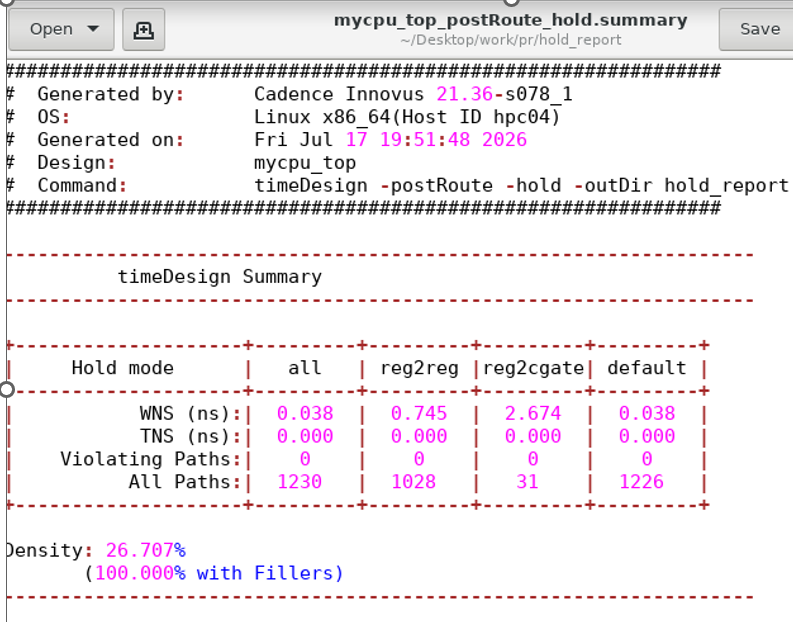 Open
mycpu_top_postRoute_hold.summary
~/Desktop/work/pr/hold_report
Save
###############################################################
#  Generated by:      Cadence Innovus 21.36-s078_1
#  OS:                Linux x86_64(Host ID hpc04)
#  Generated on:      Fri Jul 17 19:51:48 2026
#  Design:            mycpu_top
#  Command:           timeDesign -postRoute -hold -outDir hold_report
###############################################################
------------------------------------------------------------------
          timeDesign Summary
------------------------------------------------------------------
+--------------------+---------+---------+---------+---------+
|     Hold mode      |   all   | reg2reg |reg2cgate| default |
+--------------------+---------+---------+---------+---------+
|           WNS (ns):|  0.038  |  0.745  |  2.674  |  0.038  |
|           TNS (ns):|  0.000  |  0.000  |  0.000  |  0.000  |
|    Violating Paths:|    0    |    0    |    0    |    0    |
|          All Paths:|  1230   |  1028   |   31    |  1226   |
+--------------------+---------+---------+---------+---------+
Density: 26.707%
       (100.000% with Fillers)
------------------------------------------------------------------